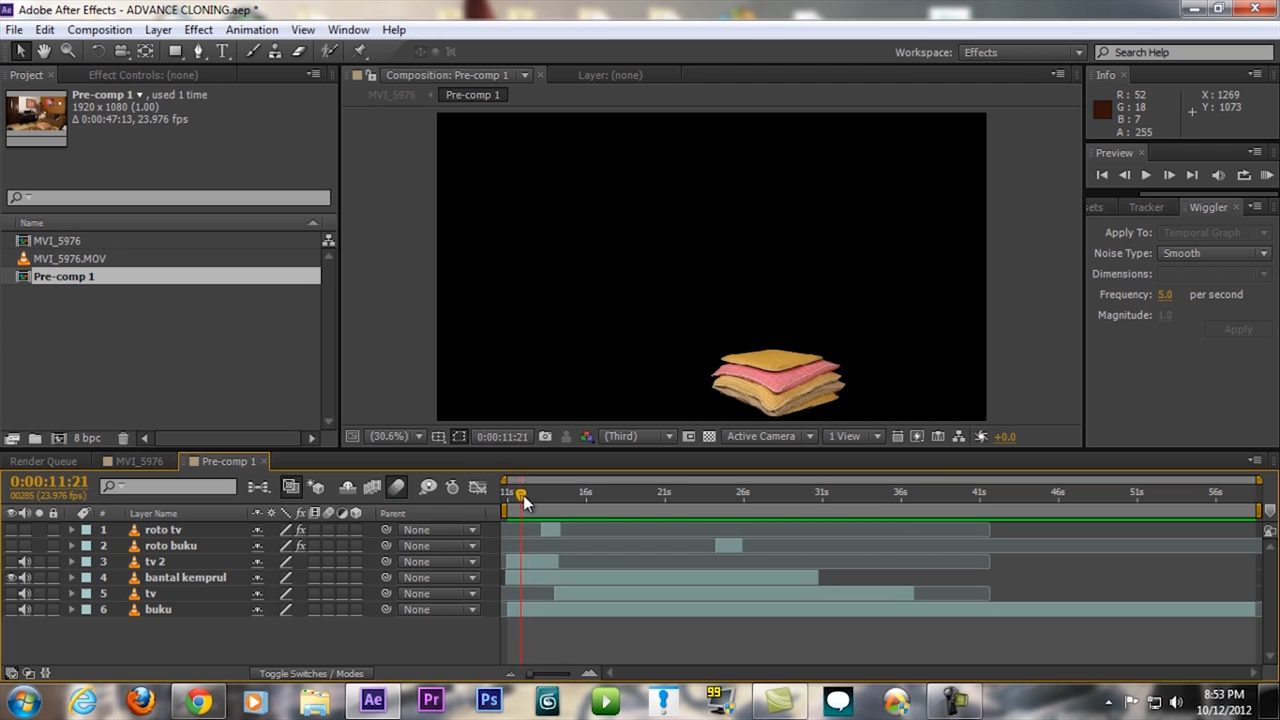 Adobe After Effects - ADVANCE CLONING.aep *
File Edit Composition Layer Effect Animation View Window Help
Workspace: Effects Search Help
Project Effect Controls: (none) Composition: Pre-comp 1 Layer: (none) Info
Pre-comp 1 , used 1 time
1920 x 1080 (1.00)
Δ 0:00:47:13, 23.976 fps
MVI_5976 Pre-comp 1
R : 52 X : 1269
G : 18 Y : 1073
B : 7
A : 255
Preview
sets Tracker Wiggler
Name
Apply To: Temporal Graph
MVI_5976
Noise Type: Smooth
MVI_5976.MOV
Dimensions:
Pre-comp 1
Frequency: 5.0 per second
Magnitude: 1.0
Apply
8 bpc (30.6%) 0:00:11:21 (Third) Active Camera 1 View +0.0
Render Queue MVI_5976 Pre-comp 1
0:00:11:21
00285 (23.976 fps)
11s 16s 21s 26s 31s 36s 41s 46s 51s 56s
# Layer Name fx Parent
1 roto tv fx None
2 roto buku fx None
3 tv 2 None
4 bantal kemprul None
5 tv None
6 buku None
Toggle Switches / Modes
Ae Pr Ps 99
8:53 PM
10/12/2012